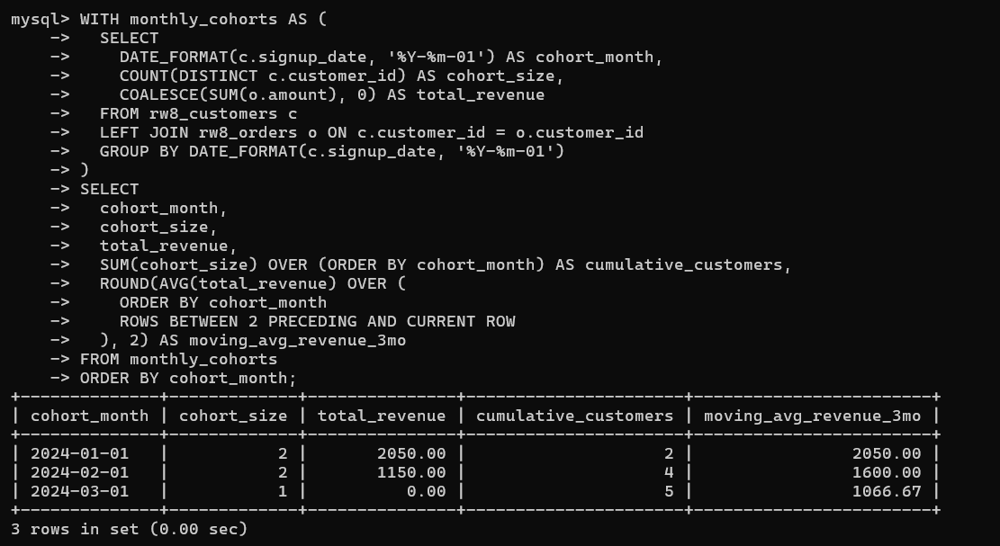 mysql> WITH monthly_cohorts AS (
    ->   SELECT
    ->     DATE_FORMAT(c.signup_date, '%Y-%m-01') AS cohort_month,
    ->     COUNT(DISTINCT c.customer_id) AS cohort_size,
    ->     COALESCE(SUM(o.amount), 0) AS total_revenue
    ->   FROM rw8_customers c
    ->   LEFT JOIN rw8_orders o ON c.customer_id = o.customer_id
    ->   GROUP BY DATE_FORMAT(c.signup_date, '%Y-%m-01')
    -> )
    -> SELECT
    ->   cohort_month,
    ->   cohort_size,
    ->   total_revenue,
    ->   SUM(cohort_size) OVER (ORDER BY cohort_month) AS cumulative_customers,
    ->   ROUND(AVG(total_revenue) OVER (
    ->     ORDER BY cohort_month
    ->     ROWS BETWEEN 2 PRECEDING AND CURRENT ROW
    ->   ), 2) AS moving_avg_revenue_3mo
    -> FROM monthly_cohorts
    -> ORDER BY cohort_month;
+--------------+-------------+---------------+----------------------+------------------------+
| cohort_month | cohort_size | total_revenue | cumulative_customers | moving_avg_revenue_3mo |
+--------------+-------------+---------------+----------------------+------------------------+
| 2024-01-01   |           2 |       2050.00 |                    2 |                2050.00 |
| 2024-02-01   |           2 |       1150.00 |                    4 |                1600.00 |
| 2024-03-01   |           1 |          0.00 |                    5 |                1066.67 |
+--------------+-------------+---------------+----------------------+------------------------+
3 rows in set (0.00 sec)